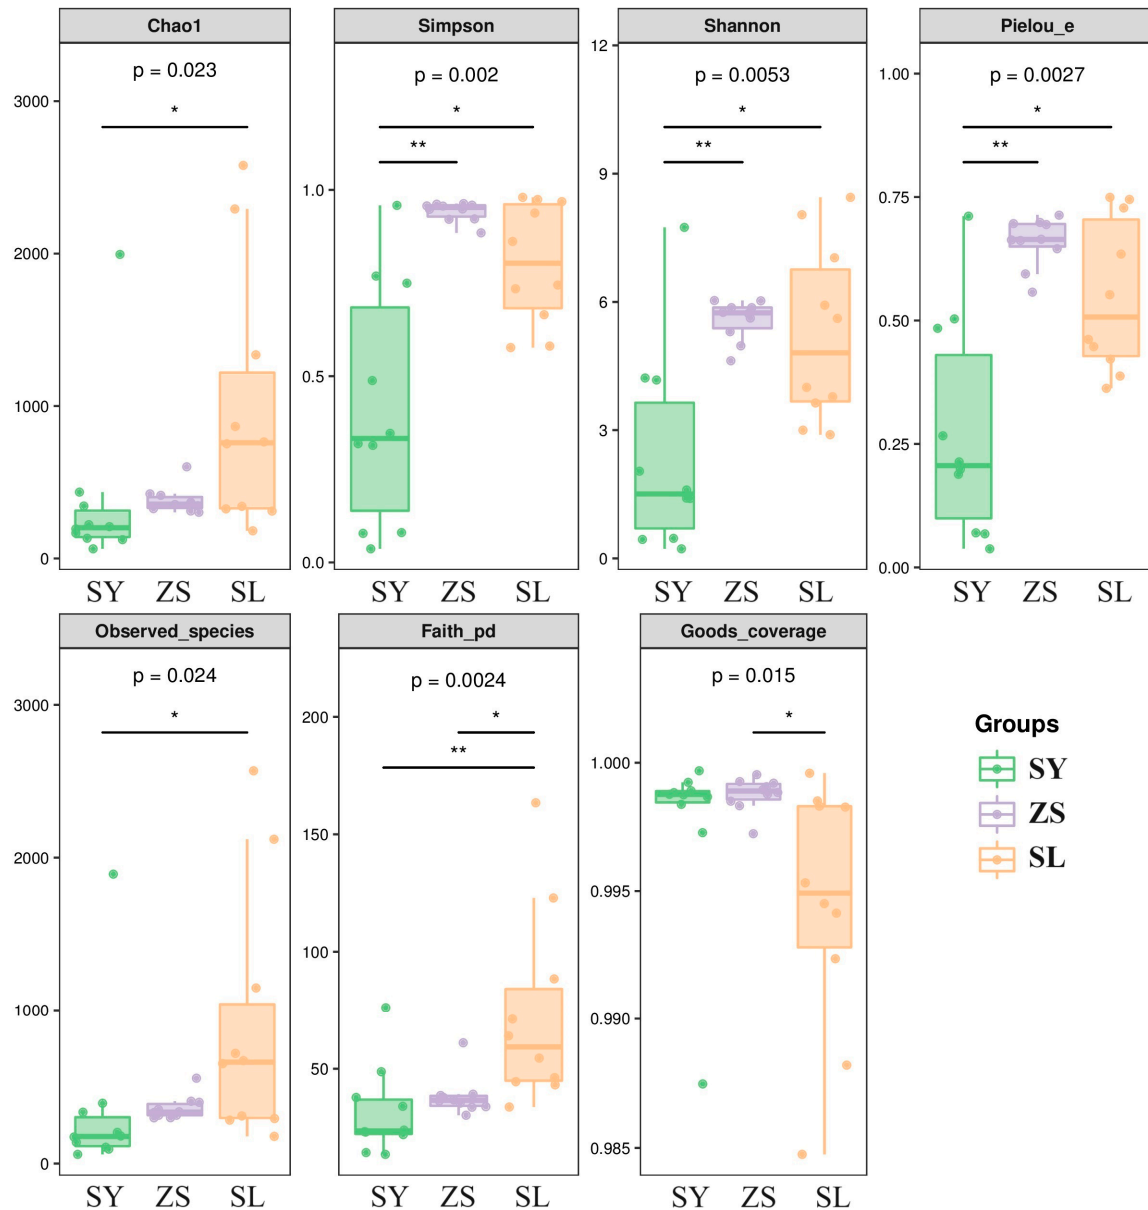 Chao1
p = 0.023
*
3000
2000
1000
0
SY ZS SL
Simpson
p = 0.002
*
**
1.0
0.5
0.0
SY ZS SL
Shannon
p = 0.0053
*
**
12
9
6
3
0
SY ZS SL
Pielou_e
p = 0.0027
*
**
1.00
0.75
0.50
0.25
0.00
SY ZS SL
Observed_species
p = 0.024
*
3000
2000
1000
0
SY ZS SL
Faith_pd
p = 0.0024
*
**
200
150
100
50
SY ZS SL
Goods_coverage
p = 0.015
*
1.000
0.995
0.990
0.985
SY ZS SL
Groups
SY
ZS
SL